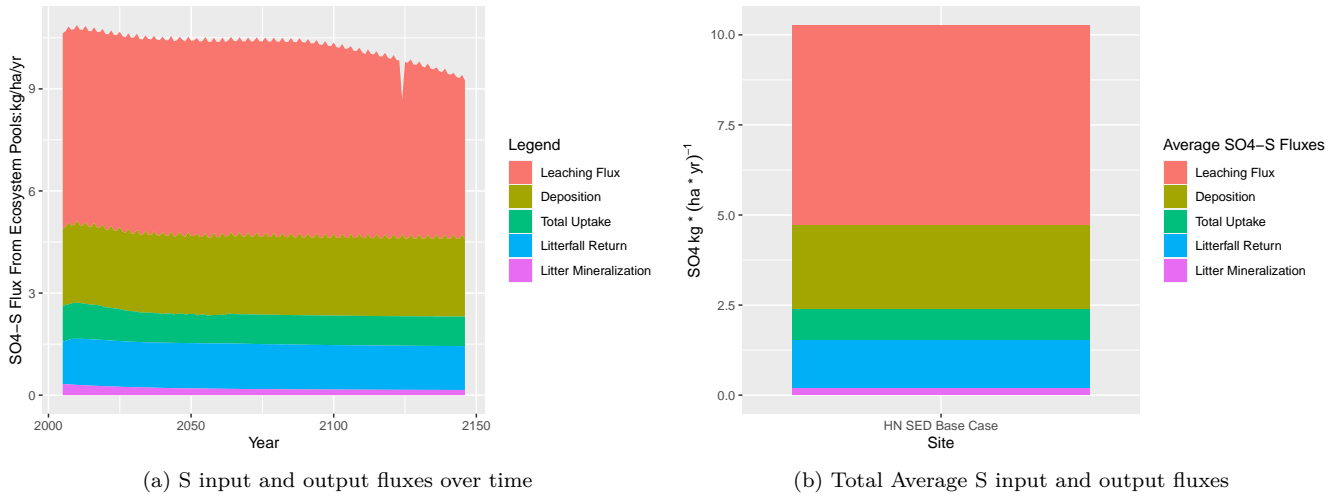 SO4−S Flux From Ecosystem Pools:kg/ha/yr
9
6
3
0
2000 2050 2100 2150
Year
Legend
Leaching Flux
Deposition
Total Uptake
Litterfall Return
Litter Mineralization
(a) S input and output fluxes over time
SO4 kg * (ha * yr)⁻¹
10.0
7.5
5.0
2.5
0.0
HN SED Base Case
Site
Average SO4−S Fluxes
Leaching Flux
Deposition
Total Uptake
Litterfall Return
Litter Mineralization
(b) Total Average S input and output fluxes